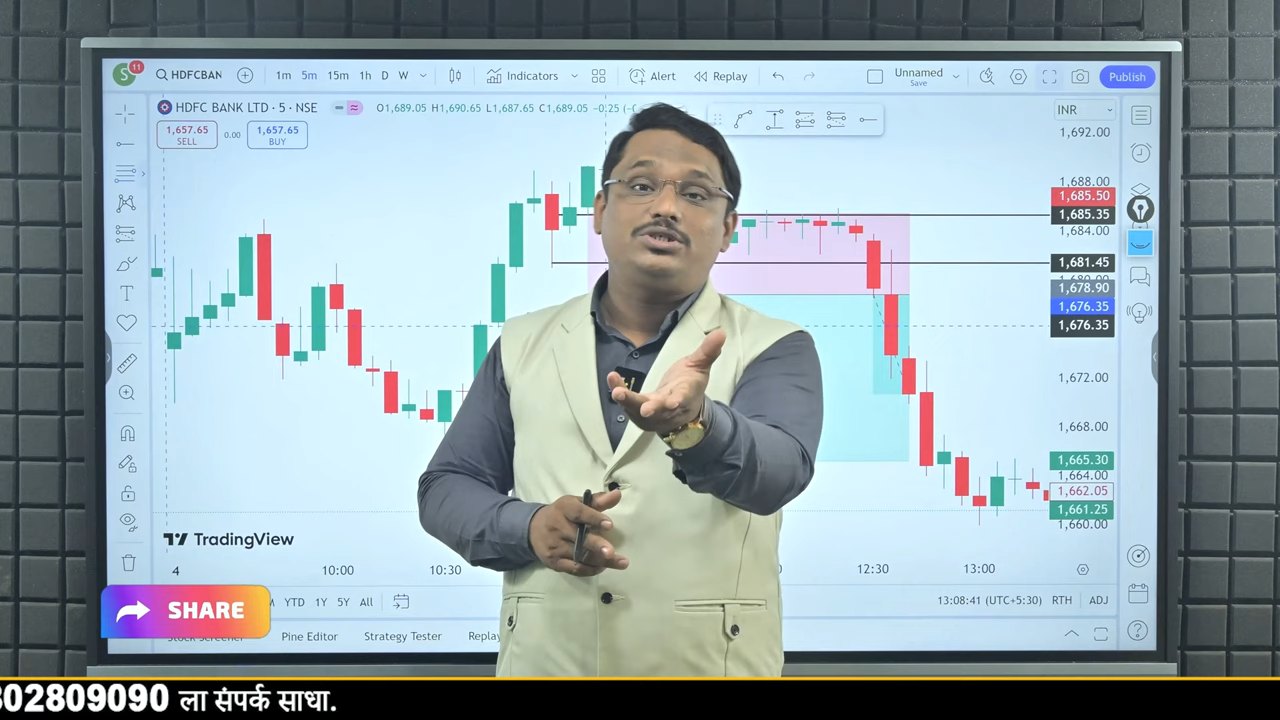 S 11 HDFCBAN 1m 5m 15m 1h D W Indicators Alert Replay Unnamed Save Publish
HDFC BANK LTD · 5 · NSE O1,689.05 H1,690.65 L1,687.65 C1,689.05 -0.25
INR
1,657.65 SELL 0.00 1,657.65 BUY
1,692.00
1,688.00
1,685.50
1,685.35
1,684.00
1,681.45
1,678.90
1,676.35
1,676.35
1,672.00
1,668.00
1,665.30
1,664.00
1,662.05
1,661.25
1,660.00
TradingView
4 10:00 10:30 12:30 13:00
SHARE
YTD 1Y 5Y All 13:08:41 (UTC+5:30) RTH ADJ
Stock Screener Pine Editor Strategy Tester Replay
302809090 ला संपर्क साधा.